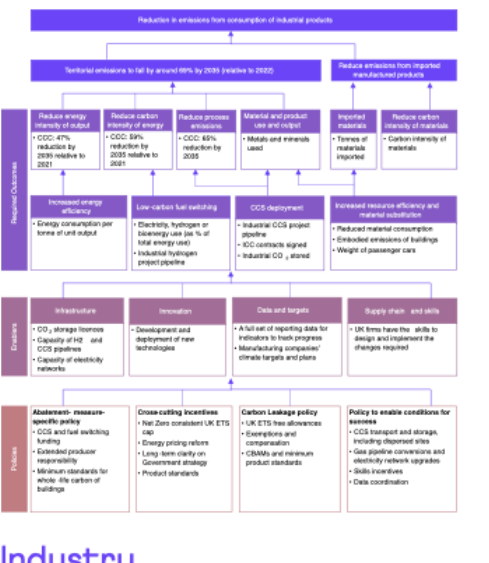 Reduction in emissions from consumption of industrial products
Territorial emissions to fall by around 69% by 2035 (relative to 2022)
Reduce emissions from imported
manufactured products
Required Outcomes
Reduce energy
intensity of output
• CCC: 47%
reduction by
2035 relative to
2021
Reduce carbon
intensity of energy
• CCC: 59%
reduction by
2035 relative to
2021
Reduce process
emissions
• CCC: 65%
reduction by
2035
Material and product
use and output
• Metals and minerals
used
Imported
materials
• Tonnes of
materials
imported
Reduce carbon
intensity of materials
• Carbon intensity of
materials
Increased energy
efficiency
• Energy consumption per
tonne of unit output
Low-carbon fuel switching
• Electricity, hydrogen or
bioenergy use (as % of
total energy use)
• Industrial hydrogen
project pipeline
CCS deployment
• Industrial CCS project
pipeline
• ICC contracts signed
• Industrial CO2 stored
Increased resource efficiency and
material substitution
• Reduced material consumption
• Embodied emissions of buildings
• Weight of passenger cars
Enablers
Infrastructure
• CO2 storage licences
• Capacity of H2 and
CCS pipelines
• Capacity of electricity
networks
Innovation
• Development and
deployment of new
technologies
Data and targets
• A full set of reporting data for
indicators to track progress
• Manufacturing companies'
climate targets and plans
Supply chain and skills
• UK firms have the skills to
design and implement the
changes required
Policies
Abatement- measure-
specific policy
• CCS and fuel switching
funding
• Extended producer
responsibility
• Minimum standards for
whole -life carbon of
buildings
Cross-cutting incentives
• Net Zero consistent UK ETS
cap
• Energy pricing reform
• Long -term clarity on
Government strategy
• Product standards
Carbon Leakage policy
• UK ETS free allowances
• Exemptions and
compensation
• CBAMs and minimum
product standards
Policy to enable conditions for
success
• CCS transport and storage,
including dispersed sites
• Gas pipeline conversions and
electricity network upgrades
• Skills incentives
• Data coordination
Industry